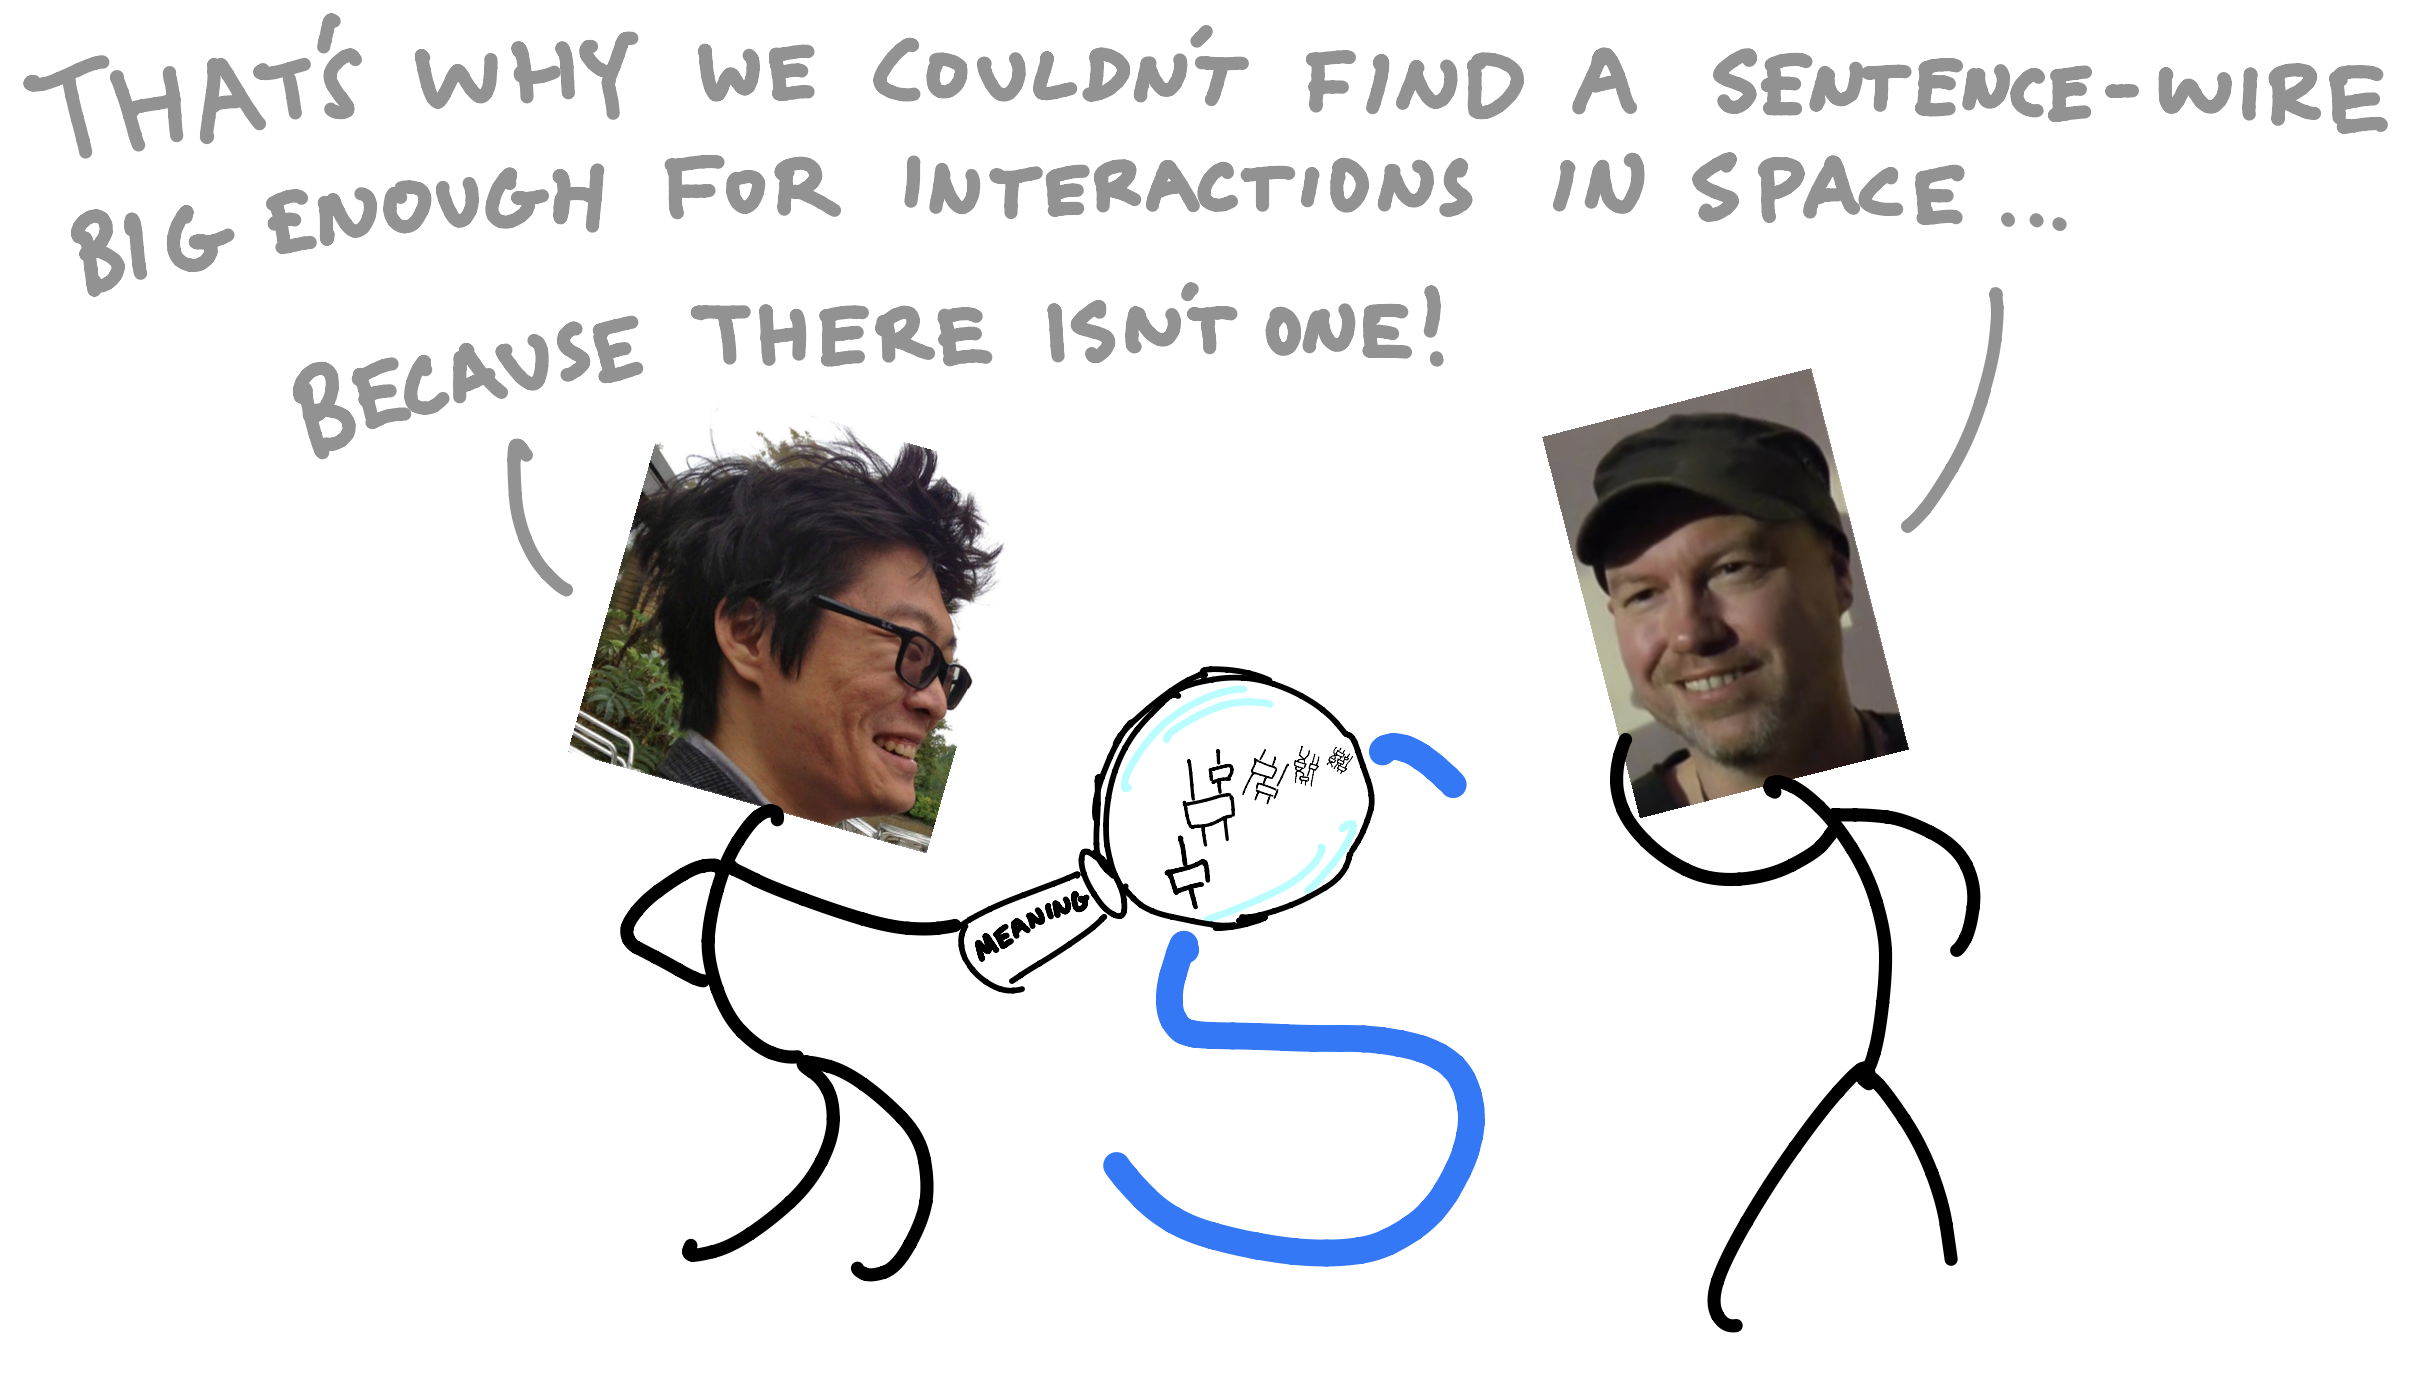 THAT'S WHY WE COULDN'T FIND A SENTENCE-WIRE
BIG ENOUGH FOR INTERACTIONS IN SPACE...
BECAUSE THERE ISN'T ONE!
MEANING